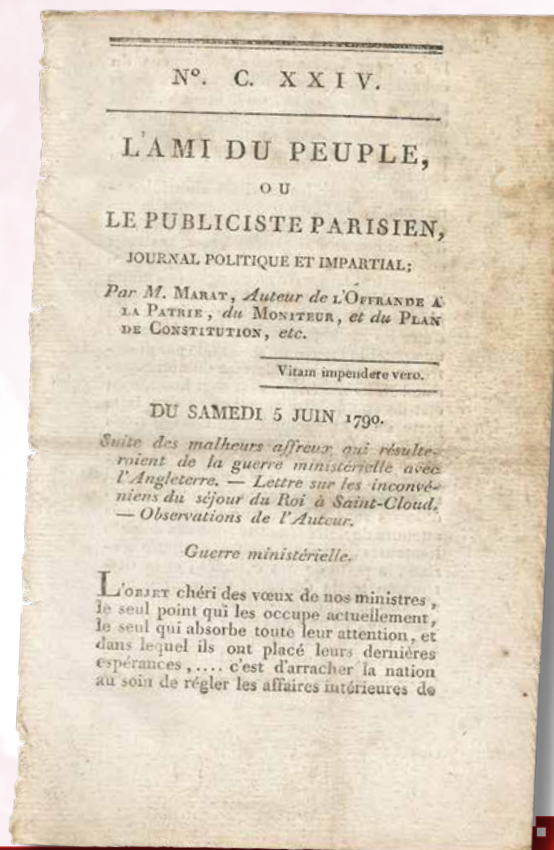 Nº. C. XXIV.
L'AMI DU PEUPLE,
OU
LE PUBLICISTE PARISIEN,
JOURNAL POLITIQUE ET IMPARTIAL;
Par M. MARAT, Auteur de L'OFFRANDE A
LA PATRIE, du MONITEUR, et du PLAN
DE CONSTITUTION, etc.
Vitam impendere vero.
DU SAMEDI 5 JUIN 1790.
Suite des malheurs affreux qui résulte-
roient de la guerre ministérielle avec
l'Angleterre. — Lettre sur les inconvé-
niens du séjour du Roi à Saint-Cloud.
— Observations de l'Auteur.
Guerre ministérielle.
L'OBJET chéri des vœux de nos ministres,
le seul point qui les occupe actuellement,
le seul qui absorbe toute leur attention, et
dans lequel ils ont placé leurs dernières
espérances, .... c'est d'arracher la nation
au soin de régler les affaires intérieures de